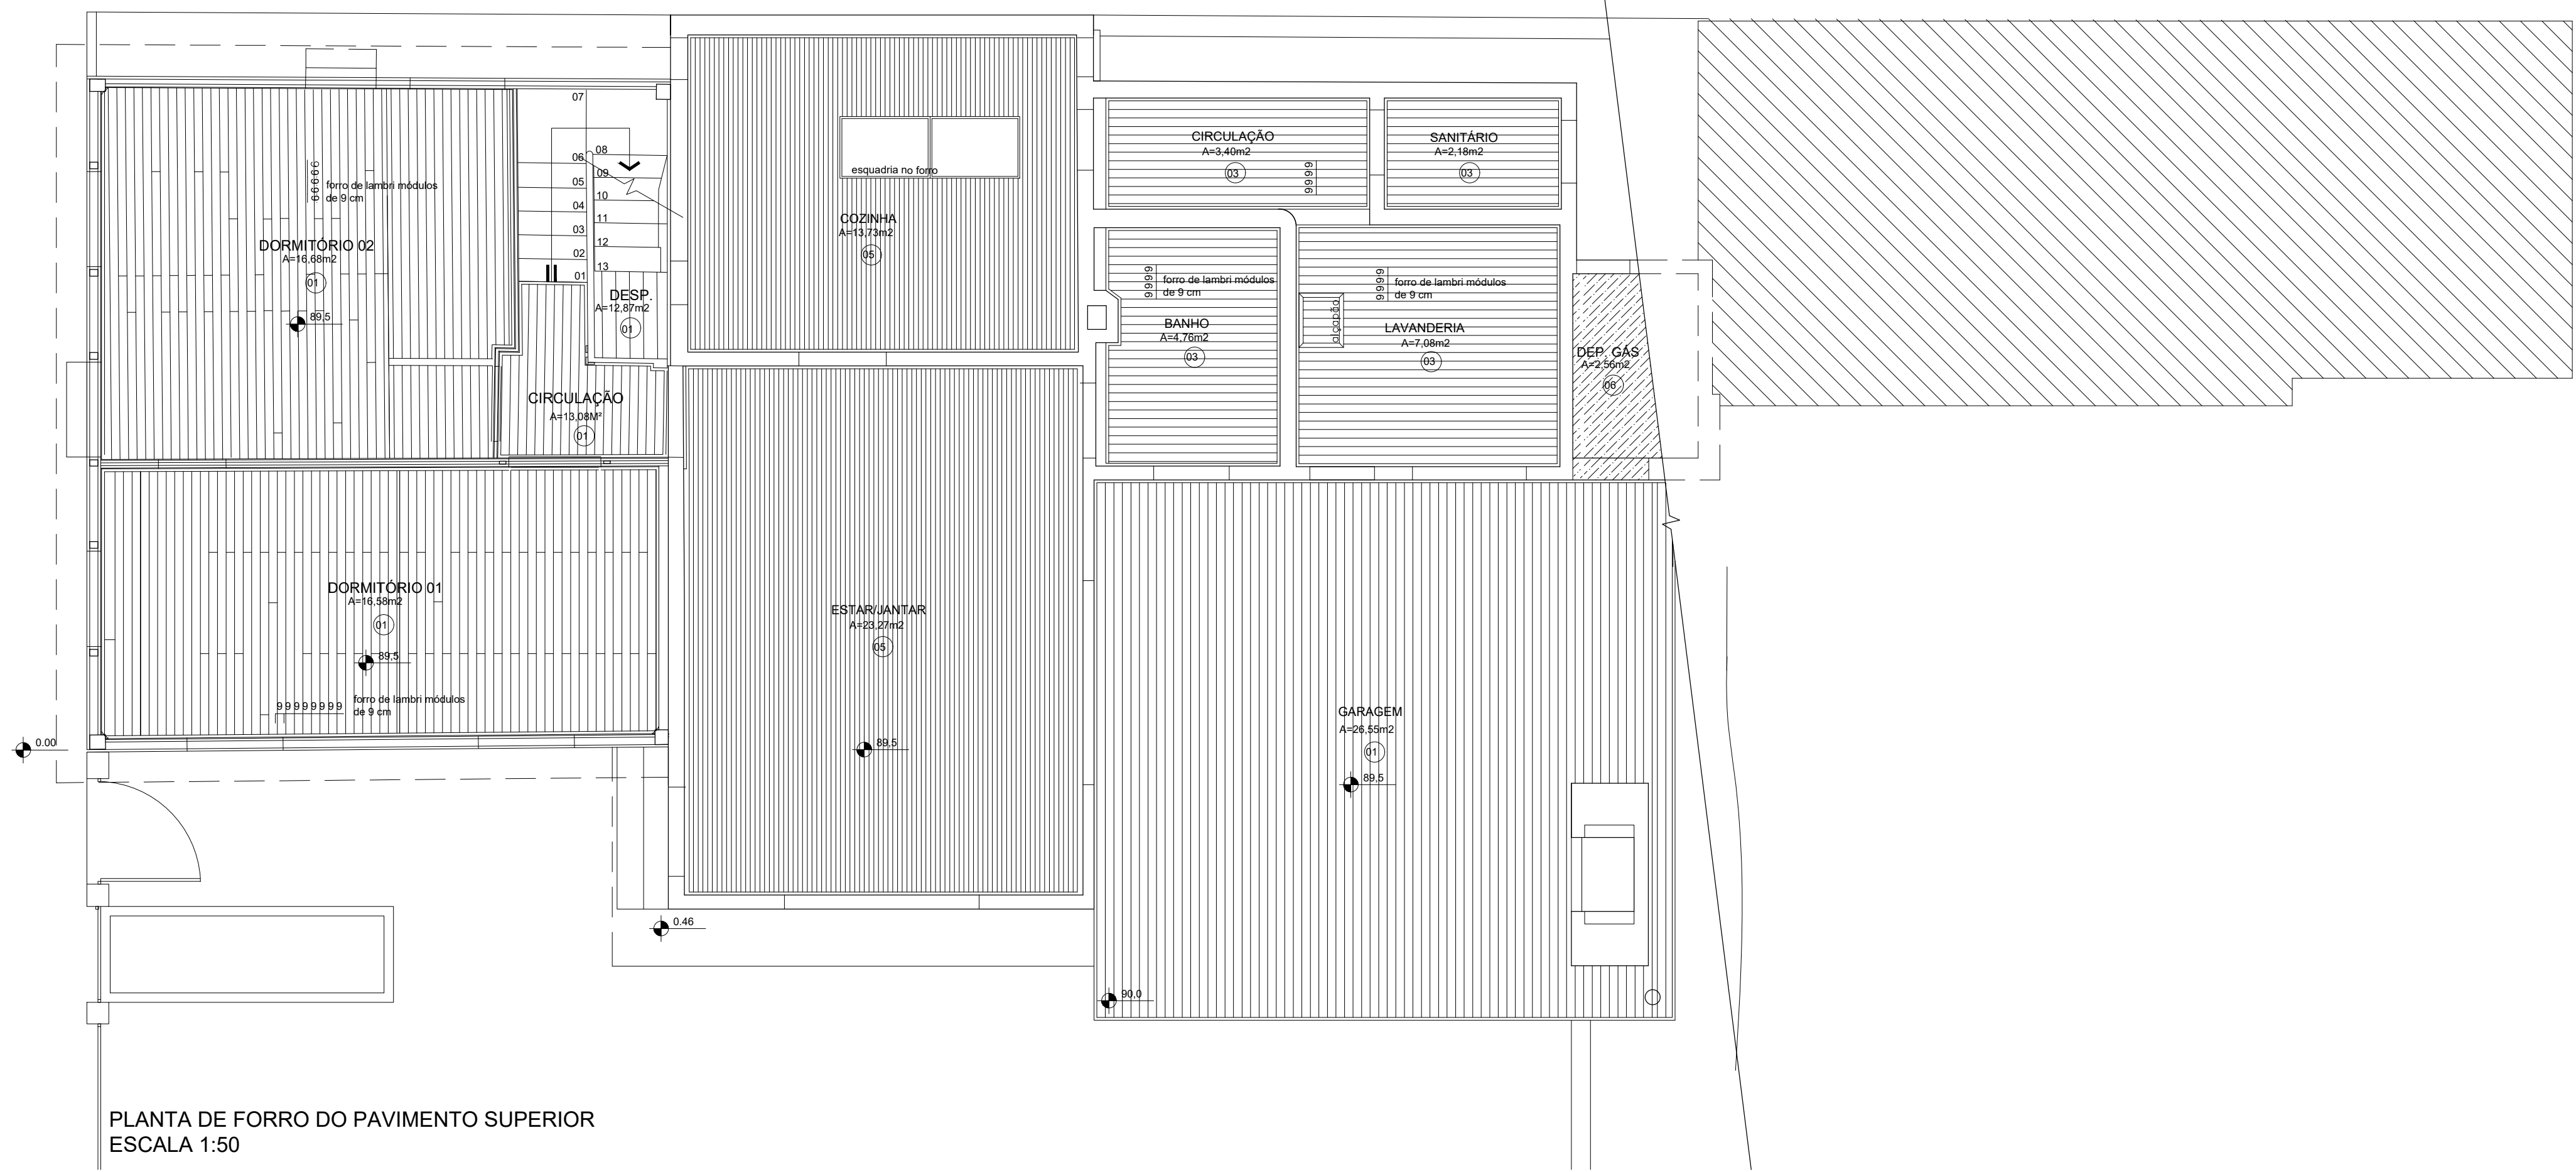 07
06
05
04
03
02
01
08
09
10
11
12
13
99999
forro de lambri módulos
de 9 cm
DORMITÓRIO 02
A=16,68m2
01
89,5
DESP.
A=12,87m2
01
CIRCULAÇÃO
A=13,08M²
01
esquadria no forro
COZINHA
A=13,73m2
05
CIRCULAÇÃO
A=3,40m2
03
9999
SANITÁRIO
A=2,18m2
03
9999
forro de lambri módulos
de 9 cm
BANHO
A=4,76m2
03
9999
forro de lambri módulos
de 9 cm
alçapão
LAVANDERIA
A=7,08m2
03
DEP. GÁS
A=2,56m2
06
DORMITÓRIO 01
A=16,58m2
01
89,5
99999999
forro de lambri módulos
de 9 cm
ESTAR/JANTAR
A=23,27m2
05
89,5
GARAGEM
A=26,55m2
01
89,5
0.00
0.46
90,0
PLANTA DE FORRO DO PAVIMENTO SUPERIOR
ESCALA 1:50